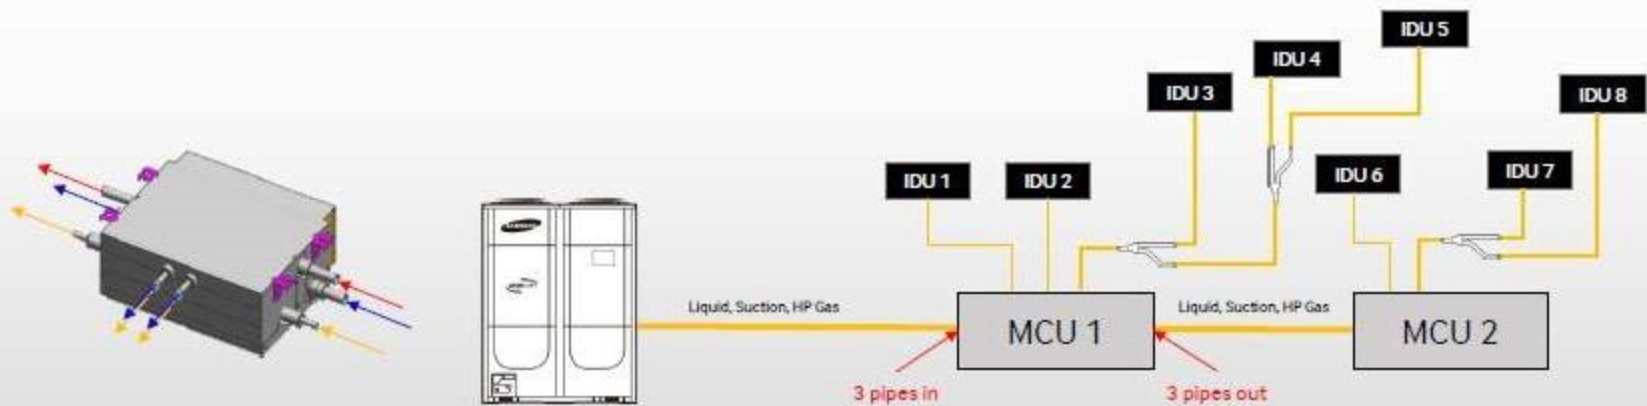 IDU 5
IDU 4
IDU 3
IDU 8
IDU 1
IDU 2
IDU 6
IDU 7
SAMSUNG
Liquid, Suction, HP Gas
Liquid, Suction, HP Gas
MCU 1
MCU 2
3 pipes in
3 pipes out